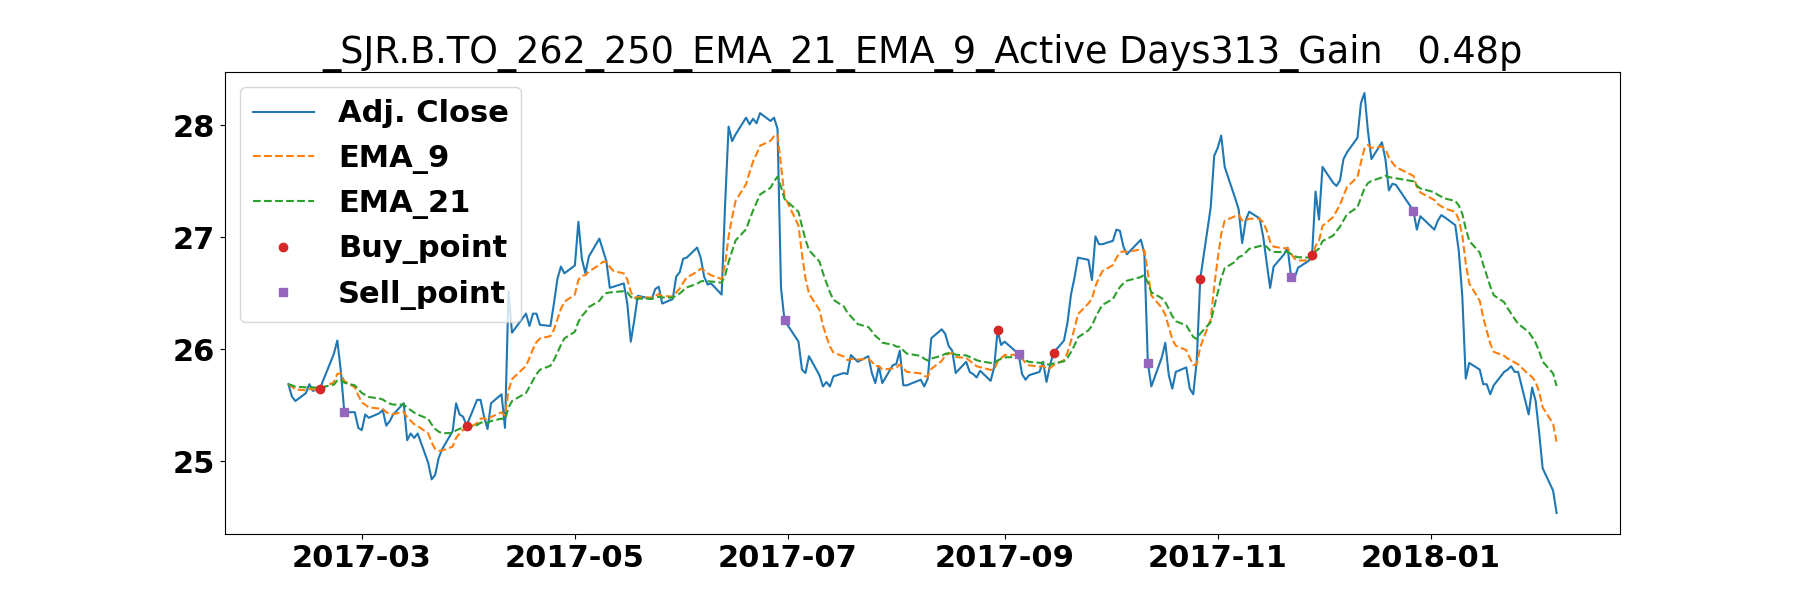 _SJR.B.TO_262_250_EMA_21_EMA_9_Active Days313_Gain   0.48p
Adj. Close
EMA_9
EMA_21
Buy_point
Sell_point
28
27
26
25
2017-03 2017-05 2017-07 2017-09 2017-11 2018-01